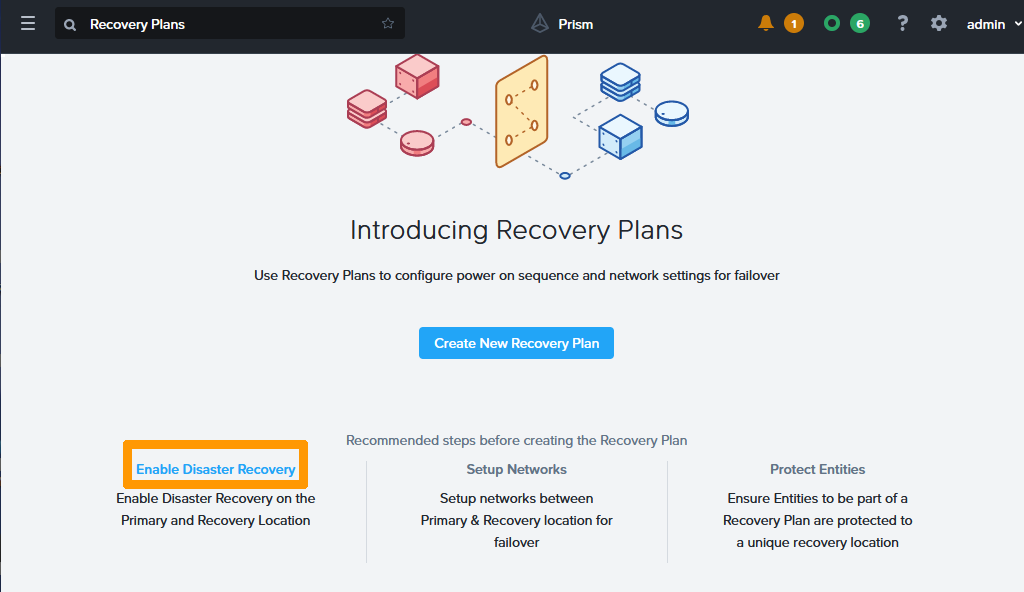 Recovery Plans
Prism
1
6
?
admin
Introducing Recovery Plans
Use Recovery Plans to configure power on sequence and network settings for failover
Create New Recovery Plan
Recommended steps before creating the Recovery Plan
Enable Disaster Recovery
Enable Disaster Recovery on the
Primary and Recovery Location
Setup Networks
Setup networks between
Primary & Recovery location for
failover
Protect Entities
Ensure Entities to be part of a
Recovery Plan are protected to
a unique recovery location